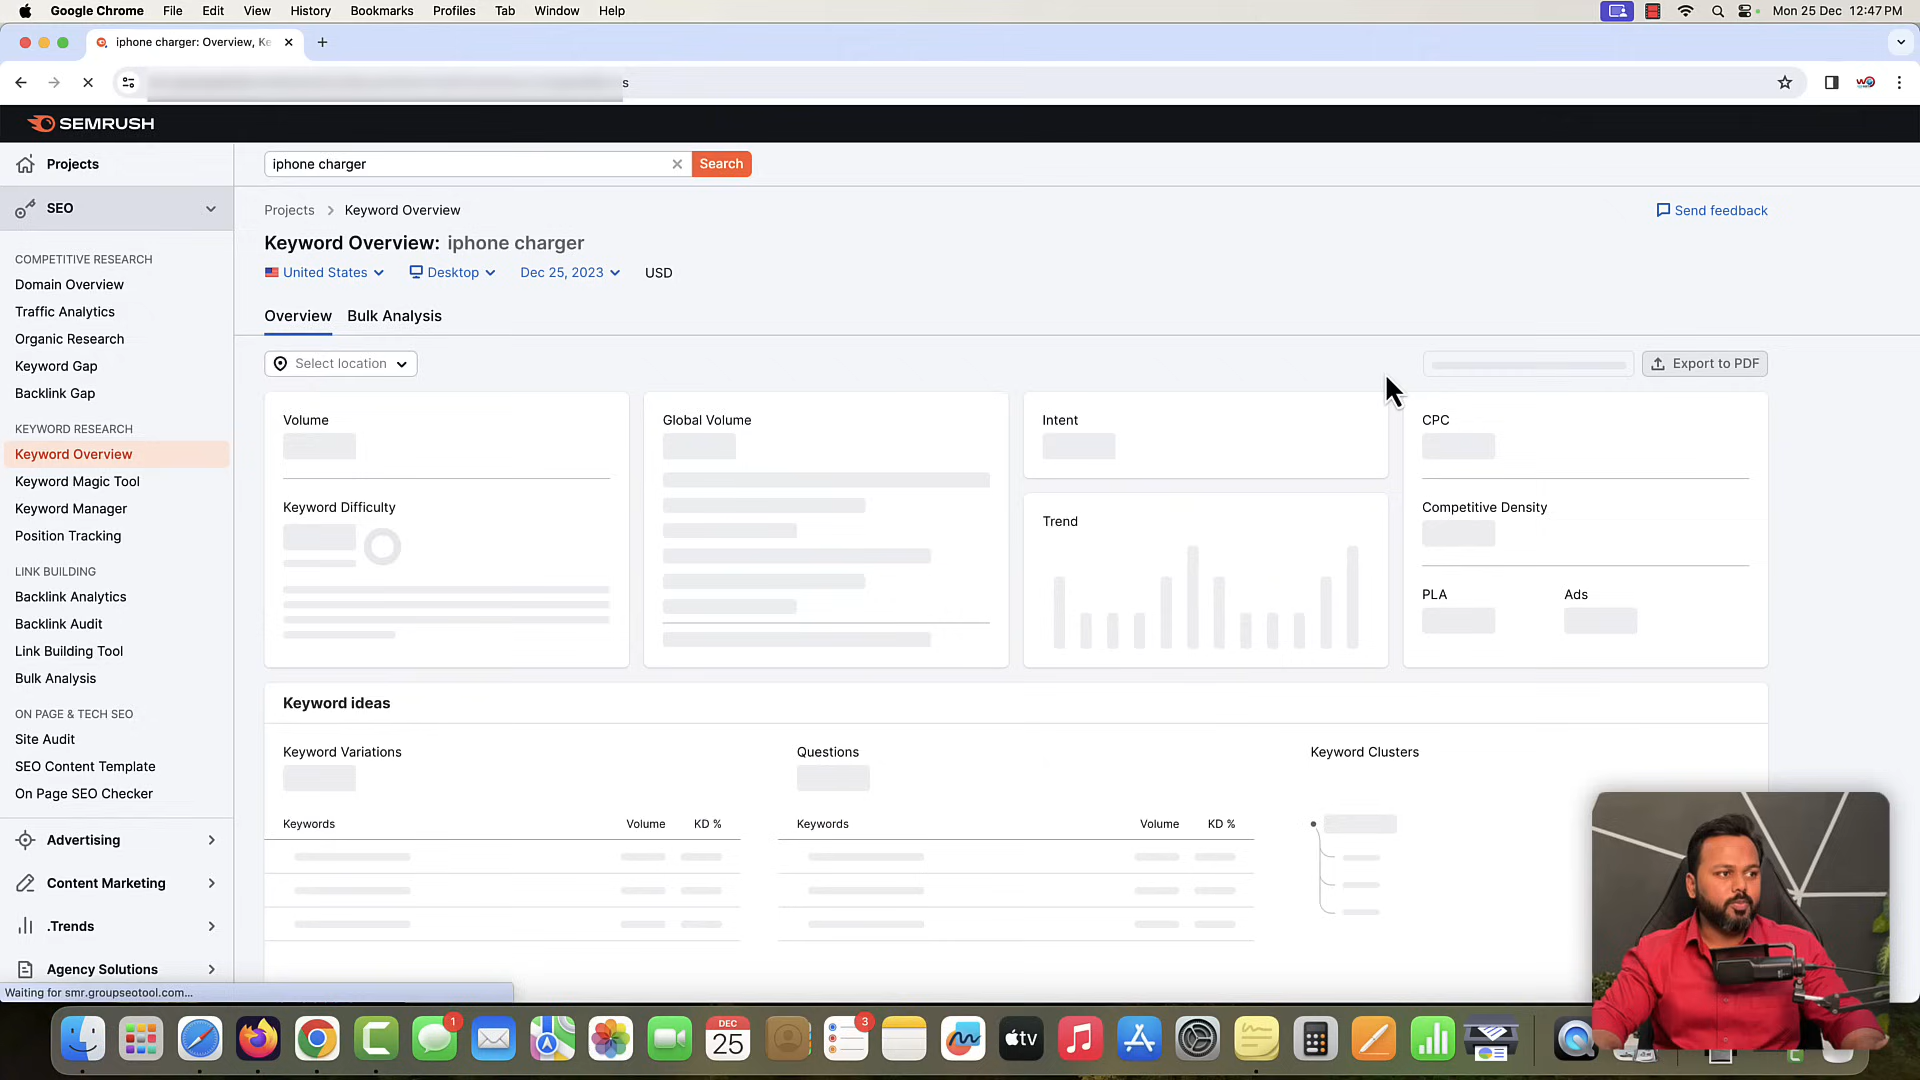 Google Chrome File Edit View History Bookmarks Profiles Tab Window Help Mon 25 Dec 12:47 PM
iphone charger: Overview, Ke
s
SEMRUSH
Projects
SEO
COMPETITIVE RESEARCH
Domain Overview
Traffic Analytics
Organic Research
Keyword Gap
Backlink Gap
KEYWORD RESEARCH
Keyword Overview
Keyword Magic Tool
Keyword Manager
Position Tracking
LINK BUILDING
Backlink Analytics
Backlink Audit
Link Building Tool
Bulk Analysis
ON PAGE & TECH SEO
Site Audit
SEO Content Template
On Page SEO Checker
Advertising
Content Marketing
.Trends
Agency Solutions
Waiting for smr.groupseotool.com...
iphone charger Search
Projects Keyword Overview Send feedback
Keyword Overview: iphone charger
United States Desktop Dec 25, 2023 USD
Overview Bulk Analysis
Select location Export to PDF
Volume
Keyword Difficulty
Global Volume
Intent
Trend
CPC
Competitive Density
PLA Ads
Keyword ideas
Keyword Variations Questions Keyword Clusters
Keywords Volume KD % Keywords Volume KD %
1
DEC
25
3
tv